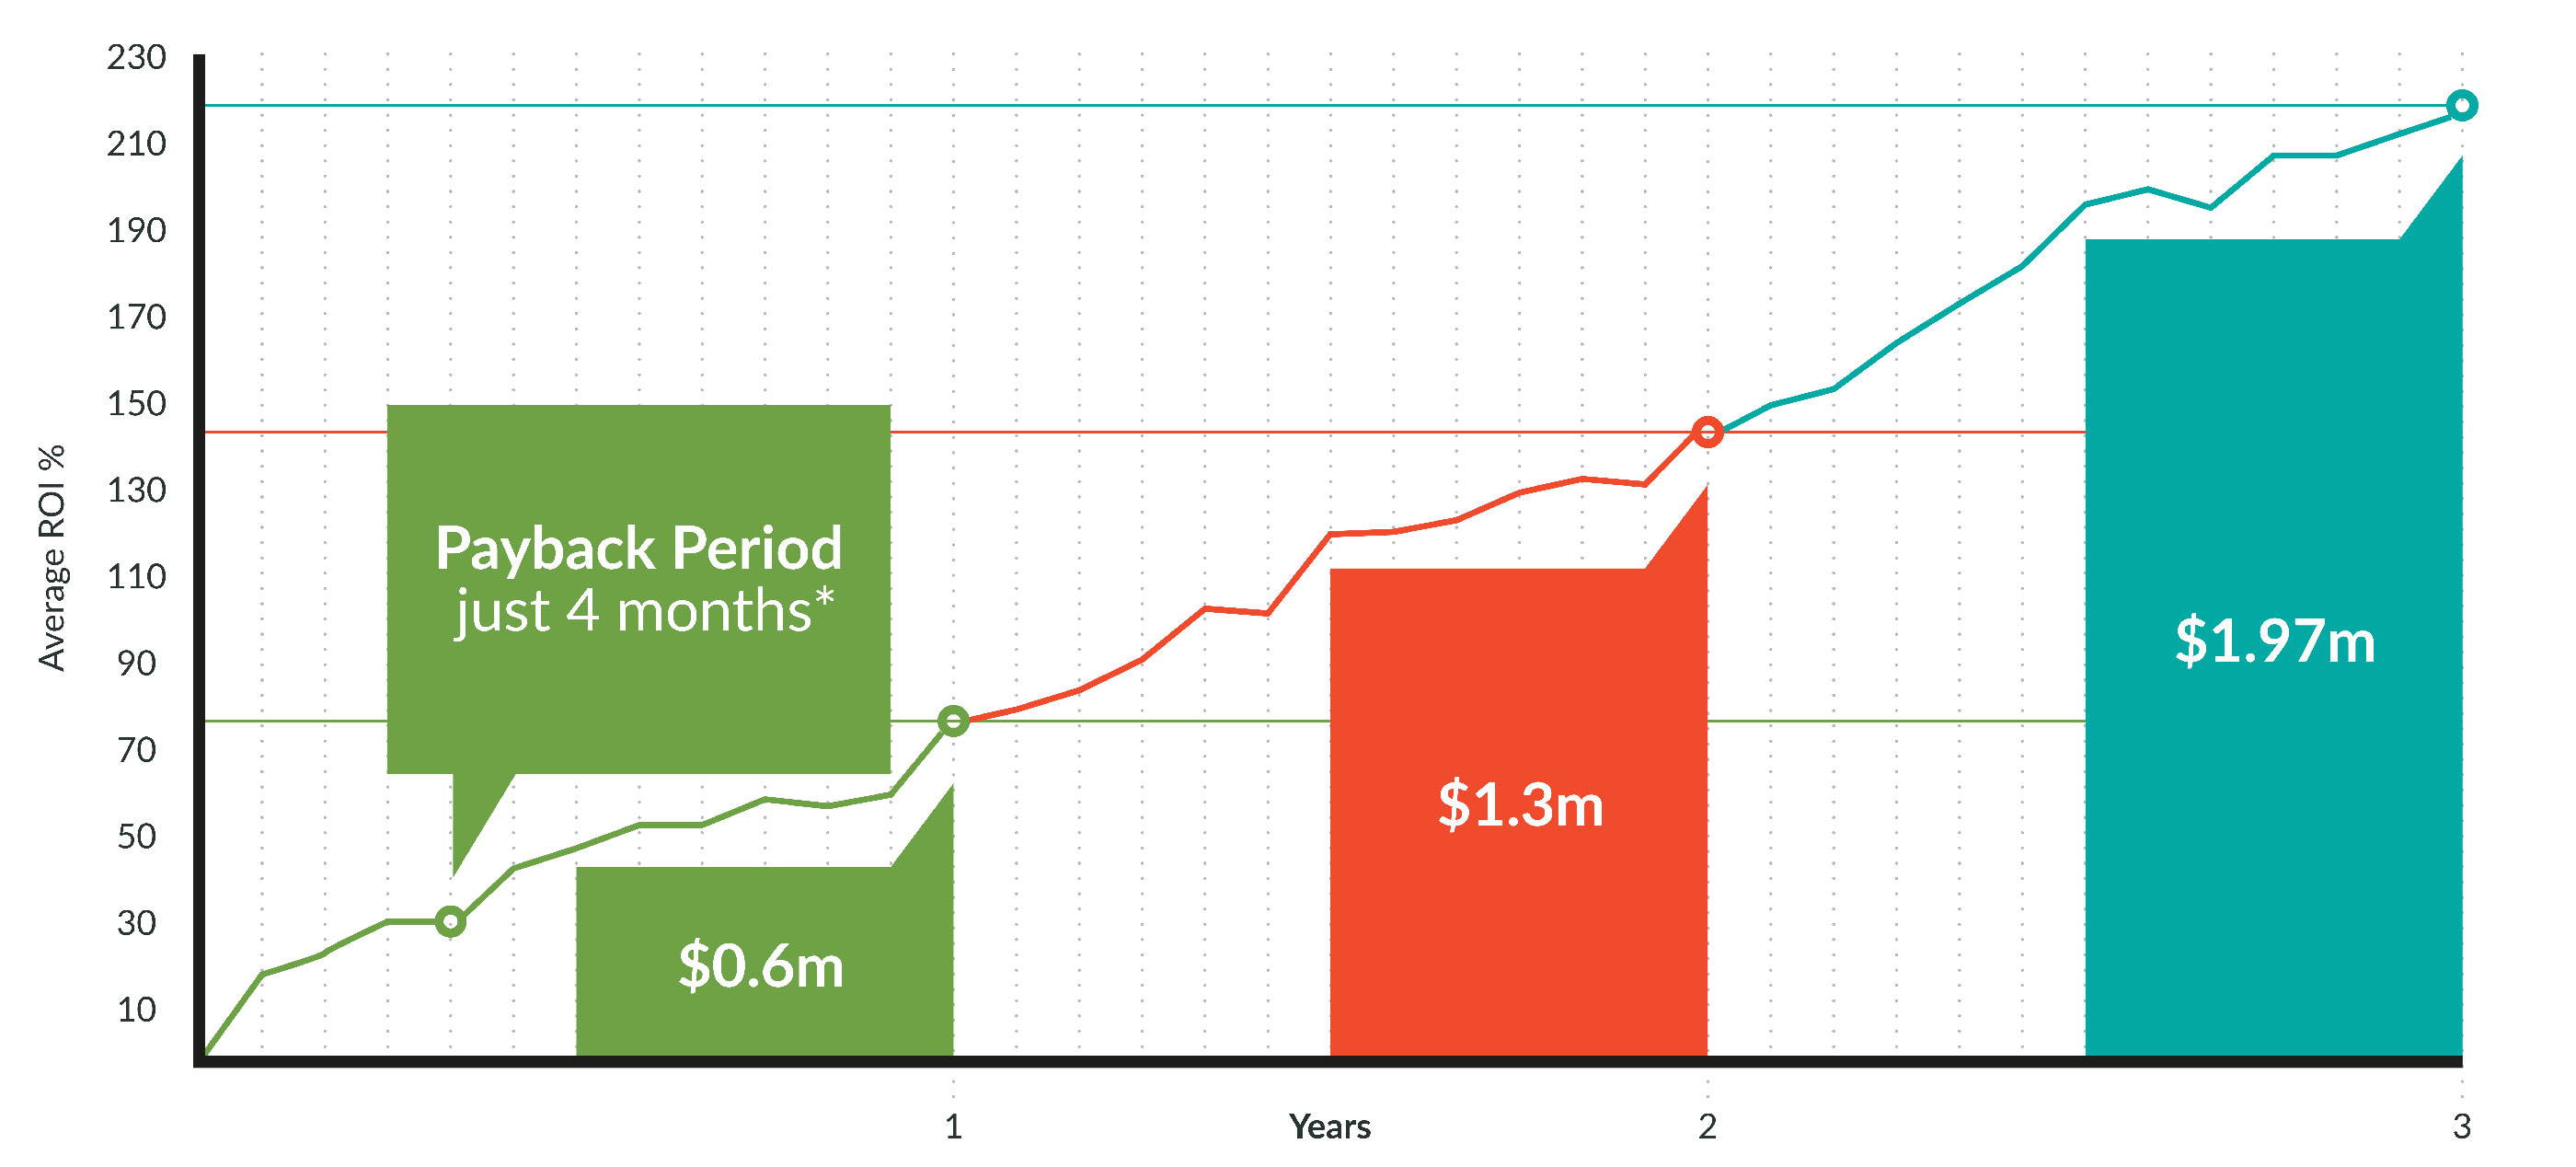 230
210
190
170
150
130
110
90
70
50
30
10
Average ROI %
Payback Period
just 4 months*
$0.6m
$1.3m
$1.97m
1
Years
2
3